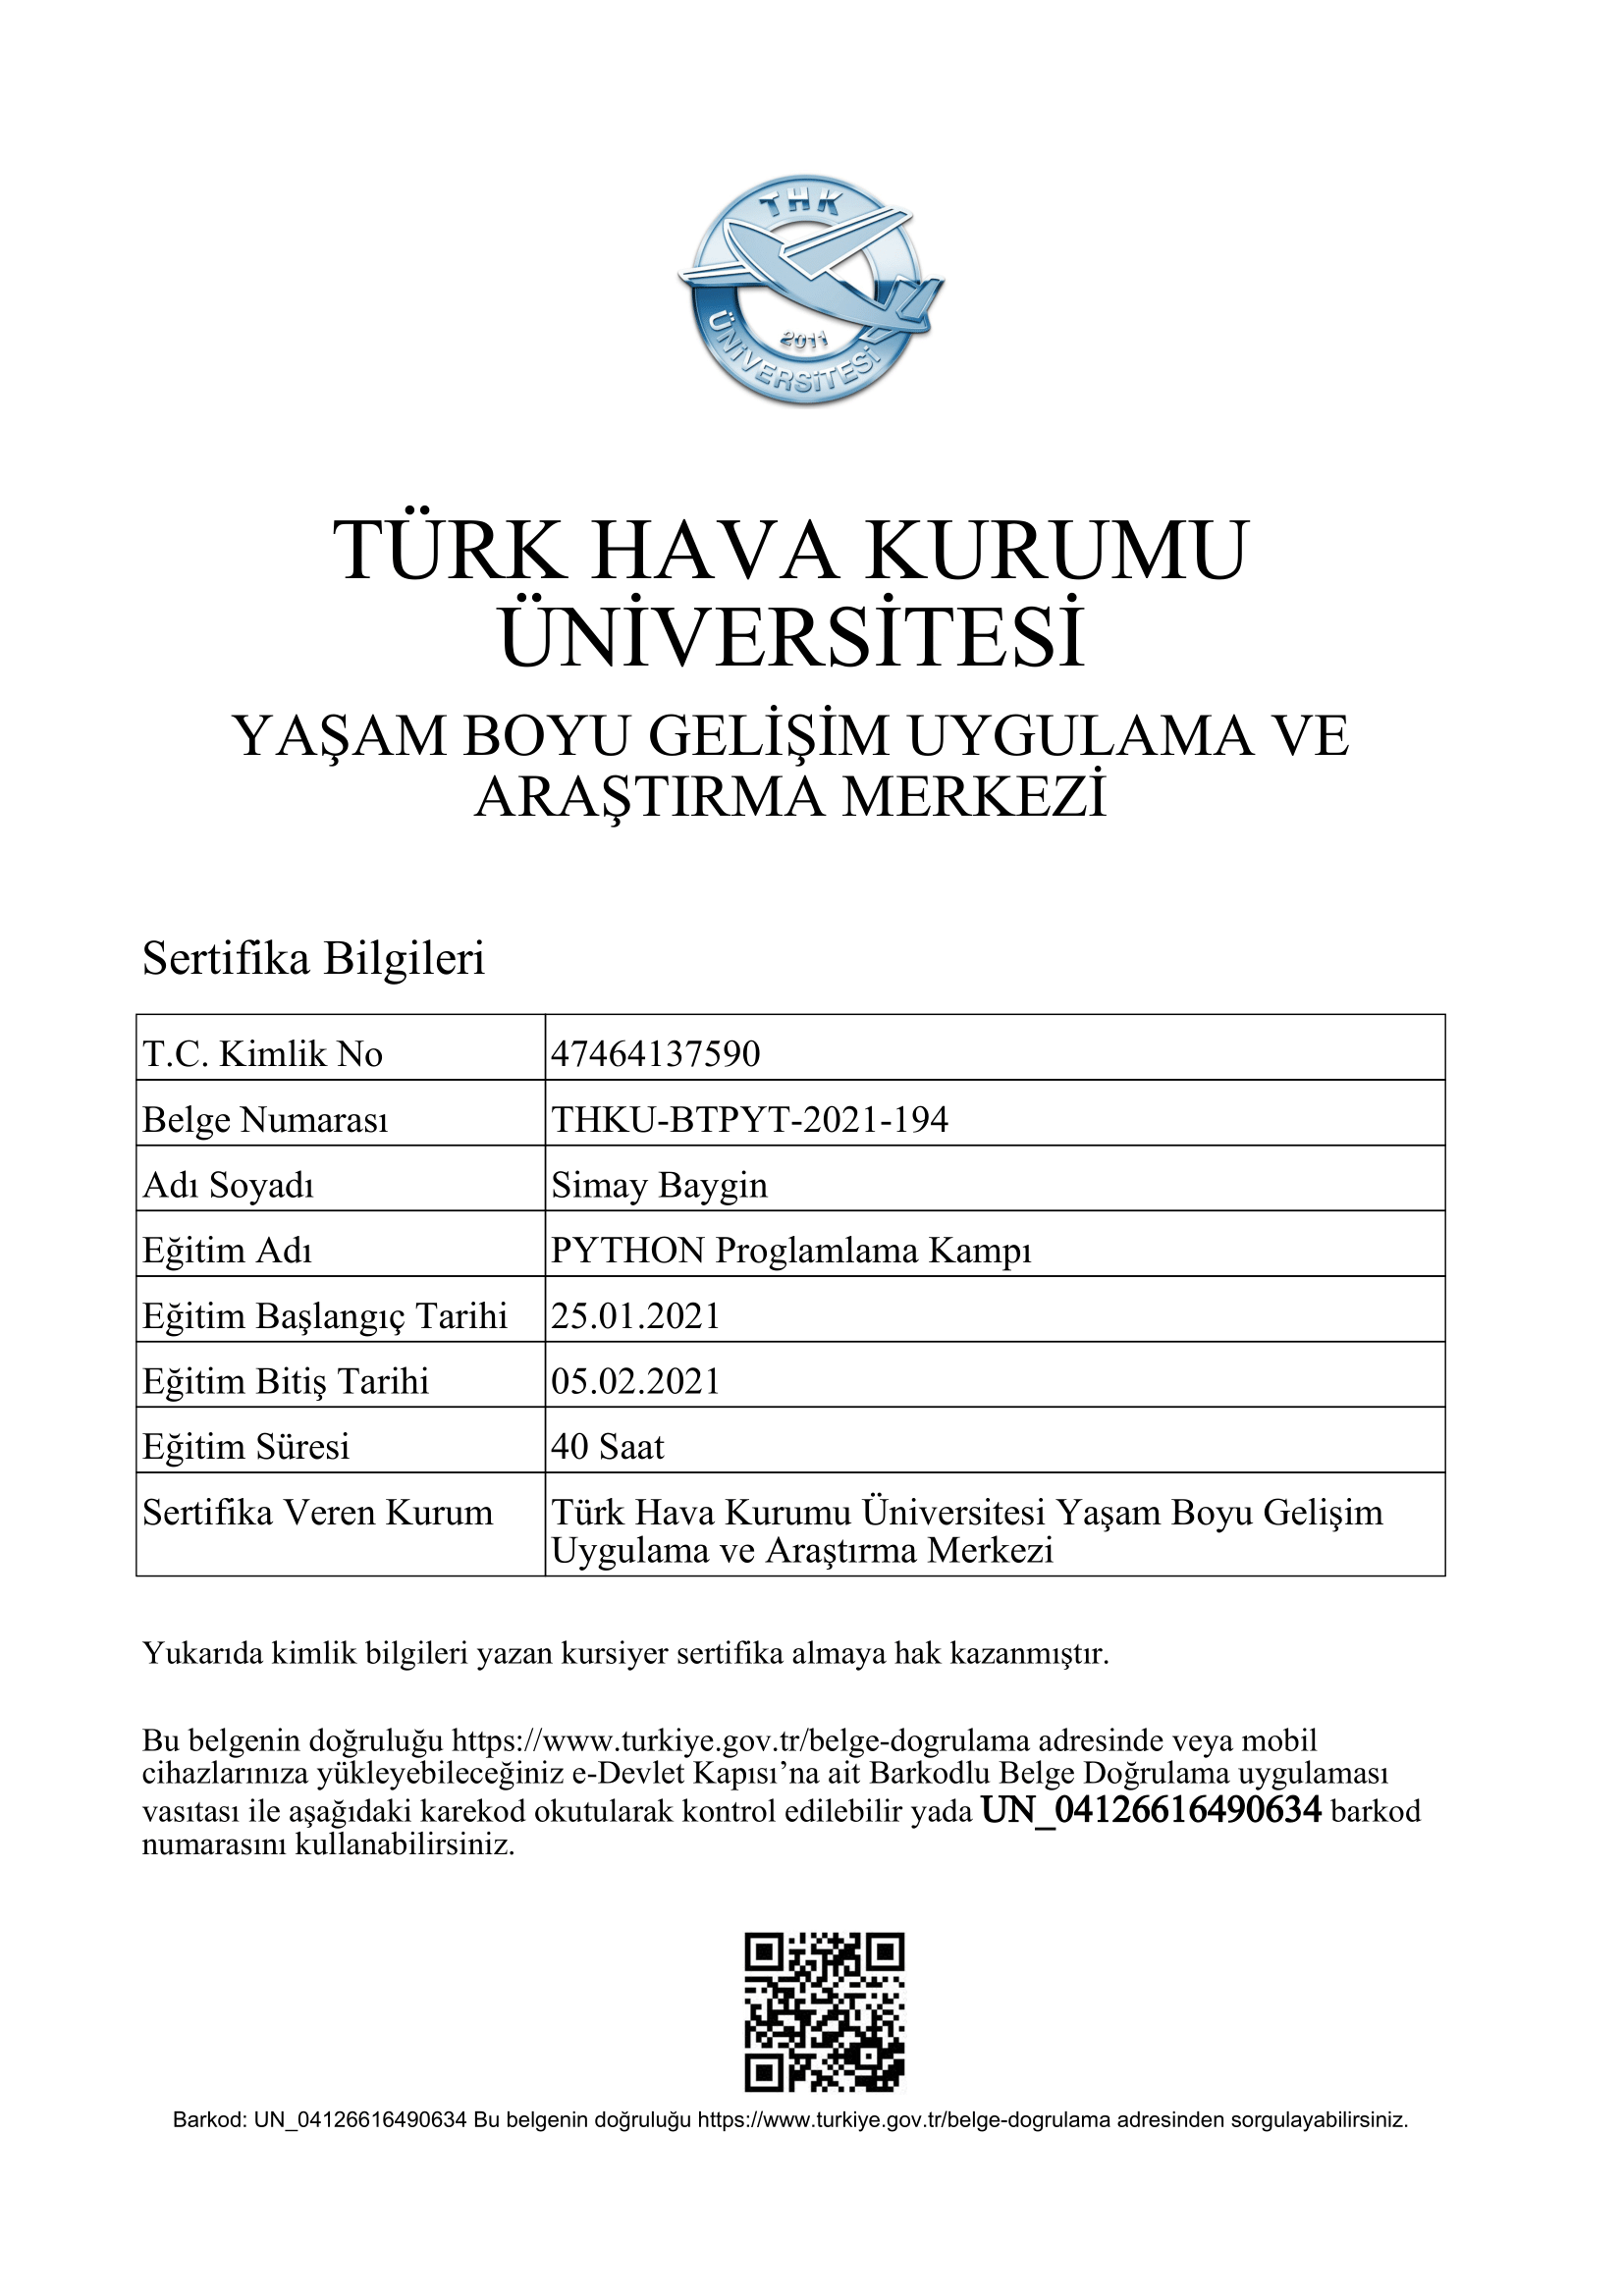 THK
2011
ÜNİVERSİTESİ
TÜRK HAVA KURUMU
ÜNİVERSİTESİ
YAŞAM BOYU GELİŞİM UYGULAMA VE
ARAŞTIRMA MERKEZİ
Sertifika Bilgileri
T.C. Kimlik No 47464137590
Belge Numarası THKU-BTPYT-2021-194
Adı Soyadı Simay Baygin
Eğitim Adı PYTHON Proglamlama Kampı
Eğitim Başlangıç Tarihi 25.01.2021
Eğitim Bitiş Tarihi 05.02.2021
Eğitim Süresi 40 Saat
Sertifika Veren Kurum Türk Hava Kurumu Üniversitesi Yaşam Boyu Gelişim
Uygulama ve Araştırma Merkezi
Yukarıda kimlik bilgileri yazan kursiyer sertifika almaya hak kazanmıştır.
Bu belgenin doğruluğu https://www.turkiye.gov.tr/belge-dogrulama adresinde veya mobil
cihazlarınıza yükleyebileceğiniz e-Devlet Kapısı’na ait Barkodlu Belge Doğrulama uygulaması
vasıtası ile aşağıdaki karekod okutularak kontrol edilebilir yada UN_04126616490634 barkod
numarasını kullanabilirsiniz.
Barkod: UN_04126616490634 Bu belgenin doğruluğu https://www.turkiye.gov.tr/belge-dogrulama adresinden sorgulayabilirsiniz.